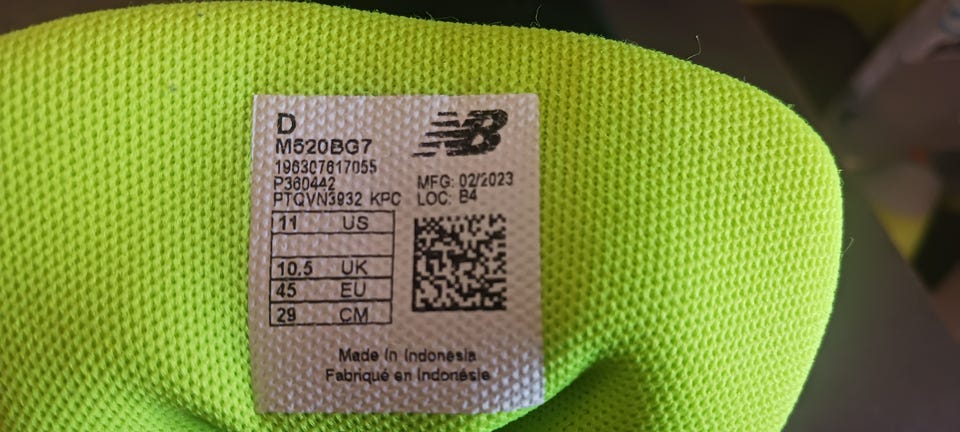 D
M520BG7
196307617055
P360442
PTQVN3932 KPC
NB
MFG: 02/2023
LOC: B4
11 US
10.5 UK
45 EU
29 CM
Made in Indonesia
Fabriqué en Indonésie